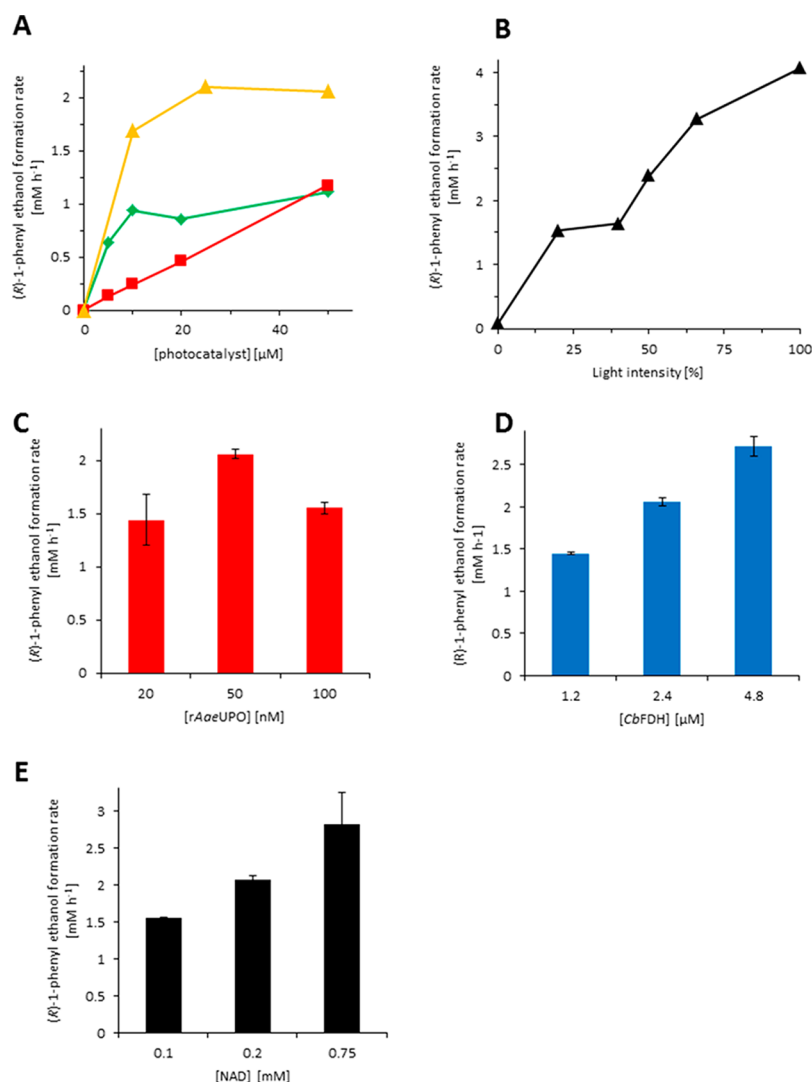 A
(R)-1-phenyl ethanol formation rate
[mM h-1]
2
1.5
1
0.5
0
0
20
40
[photocatalyst] [µM]
B
(R)-1-phenyl ethanol formation rate
[mM h-1]
4
3
2
1
0
0
25
50
75
100
Light intensity [%]
C
(R)-1-phenyl ethanol formation rate
[mM h-1]
2
1.5
1
0.5
0
20
50
100
[rAaeUPO] [nM]
D
(R)-1-phenyl ethanol formation rate
[mM h-1]
2.5
2
1.5
1
0.5
0
1.2
2.4
4.8
[CbFDH] [µM]
E
(R)-1-phenyl ethanol formation rate
[mM h-1]
3
2.5
2
1.5
1
0.5
0
0.1
0.2
0.75
[NAD] [mM]